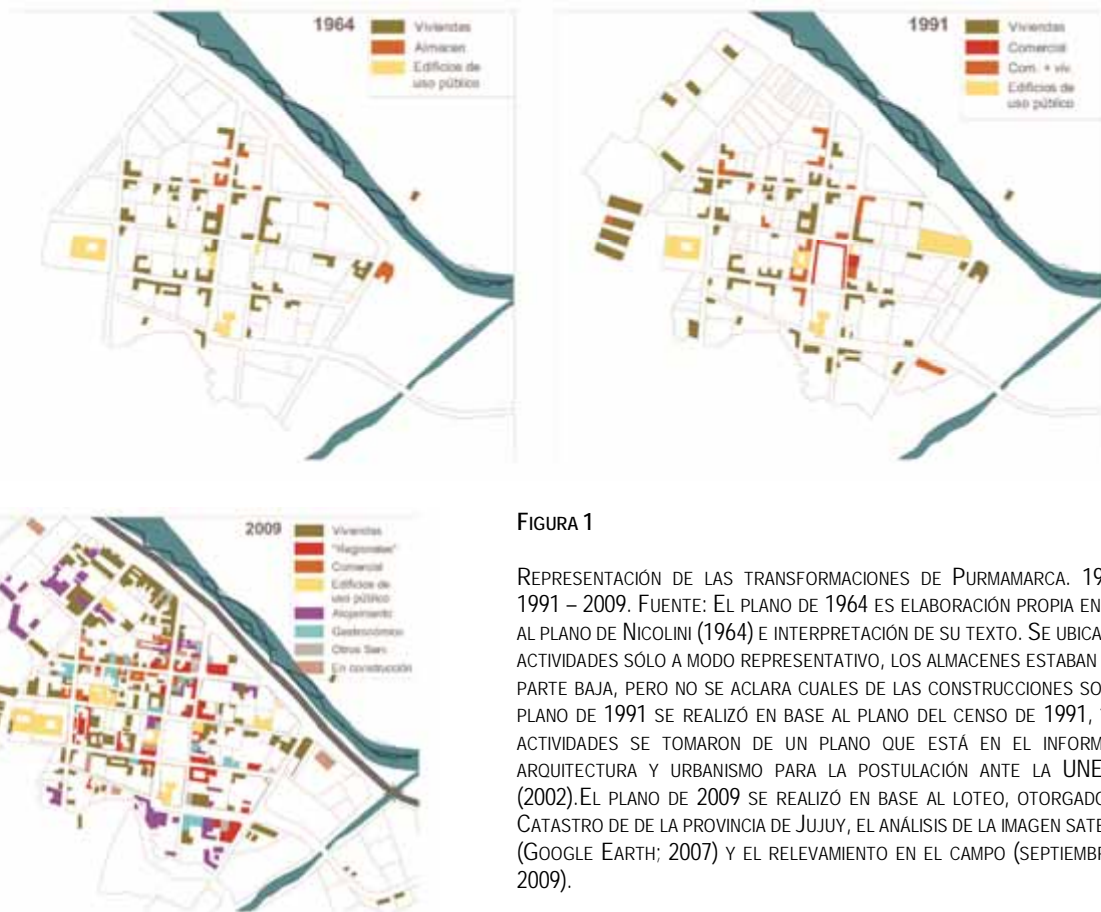 1964
Viviendas
Almacen
Edificios de
uso público
1991
Viviendas
Comercial
Com. + viv.
Edificios de
uso público
2009
Viviendas
"Regionales"
Comercial
Edificios de
uso público
Alojamiento
Gastronómico
Otros Serv.
En construcción
FIGURA 1
REPRESENTACIÓN DE LAS TRANSFORMACIONES DE PURMAMARCA. 19
1991 – 2009. FUENTE: EL PLANO DE 1964 ES ELABORACIÓN PROPIA EN
AL PLANO DE NICOLINI (1964) E INTERPRETACIÓN DE SU TEXTO. SE UBICA
ACTIVIDADES SÓLO A MODO REPRESENTATIVO, LOS ALMACENES ESTABAN
PARTE BAJA, PERO NO SE ACLARA CUALES DE LAS CONSTRUCCIONES SO
PLANO DE 1991 SE REALIZÓ EN BASE AL PLANO DEL CENSO DE 1991,
ACTIVIDADES SE TOMARON DE UN PLANO QUE ESTÁ EN EL INFORM
ARQUITECTURA Y URBANISMO PARA LA POSTULACIÓN ANTE LA UNE
(2002).EL PLANO DE 2009 SE REALIZÓ EN BASE AL LOTEO, OTORGADO
CATASTRO DE DE LA PROVINCIA DE JUJUY, EL ANÁLISIS DE LA IMAGEN SATE
(GOOGLE EARTH; 2007) Y EL RELEVAMIENTO EN EL CAMPO (SEPTIEMBR
2009).